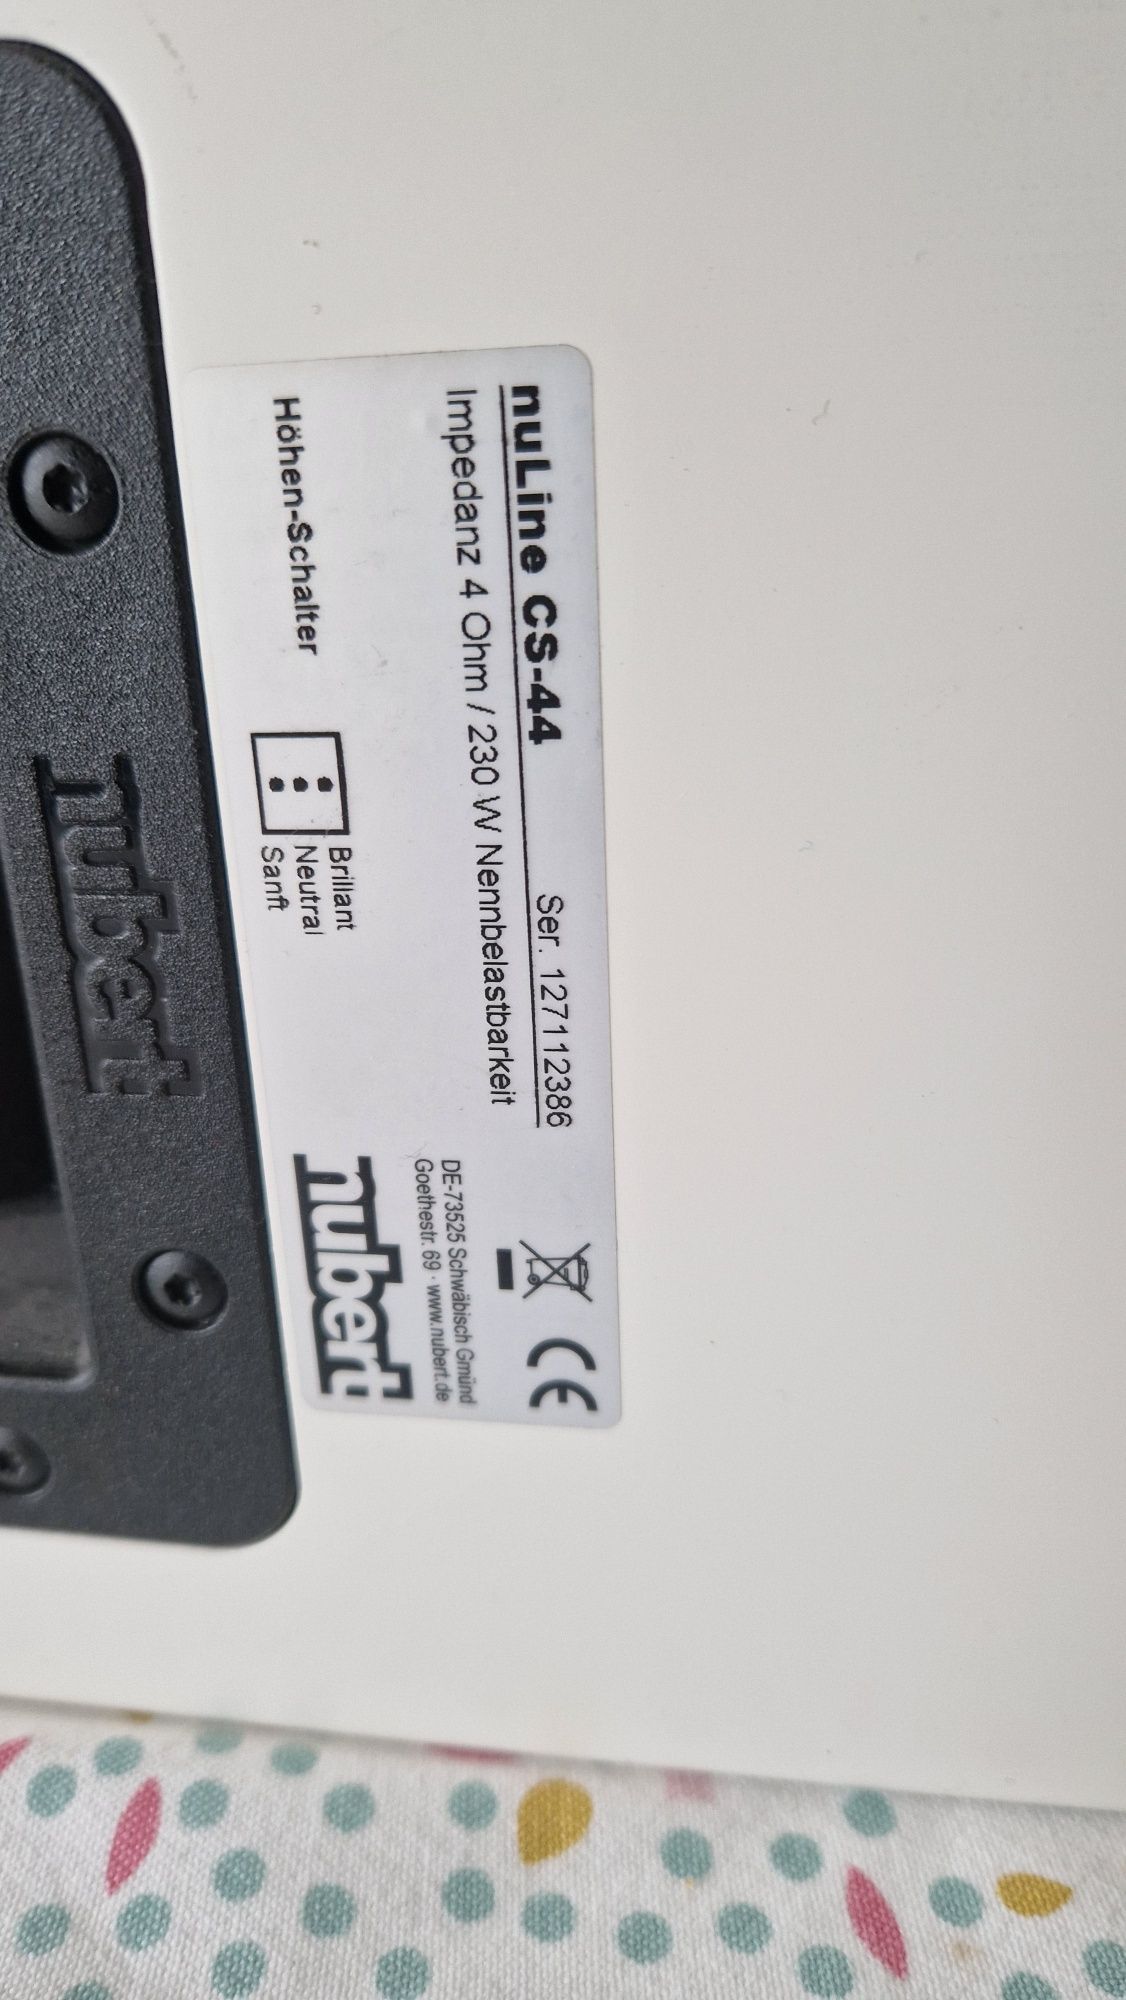 nuLine CS-44 Ser. 127112386
Impedanz 4 Ohm / 230 W Nennbelastbarkeit
CE
DE-73525 Schwäbisch Gmünd
Goethestr. 69 · www.nubert.de
Höhen-Schalter
Brillant
Neutral
Sanft
nubert
nubert